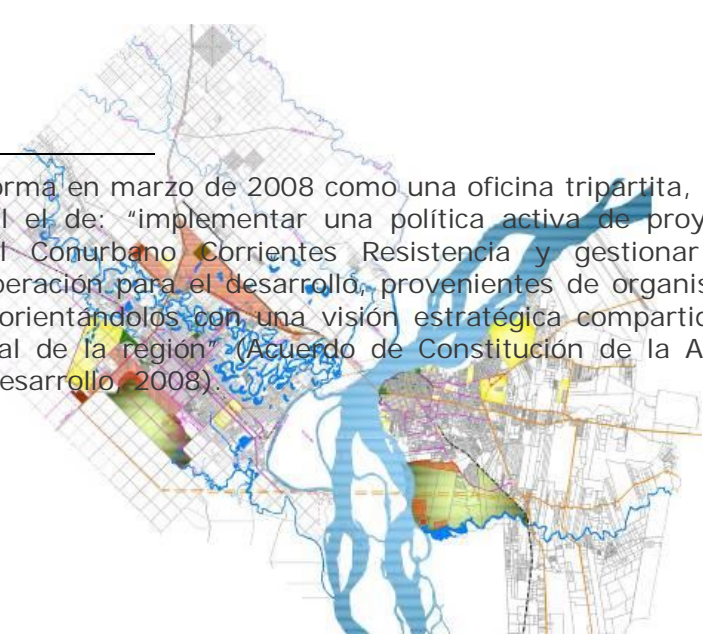 orma en marzo de 2008 como una oficina tripartita,
l el de: “implementar una política activa de proy
l Conurbano Corrientes Resistencia y gestionar
peración para el desarrollo, provenientes de organis
orientándolos con una visión estratégica compartic
al de la región” (Acuerdo de Constitución de la A
esarrollo, 2008).